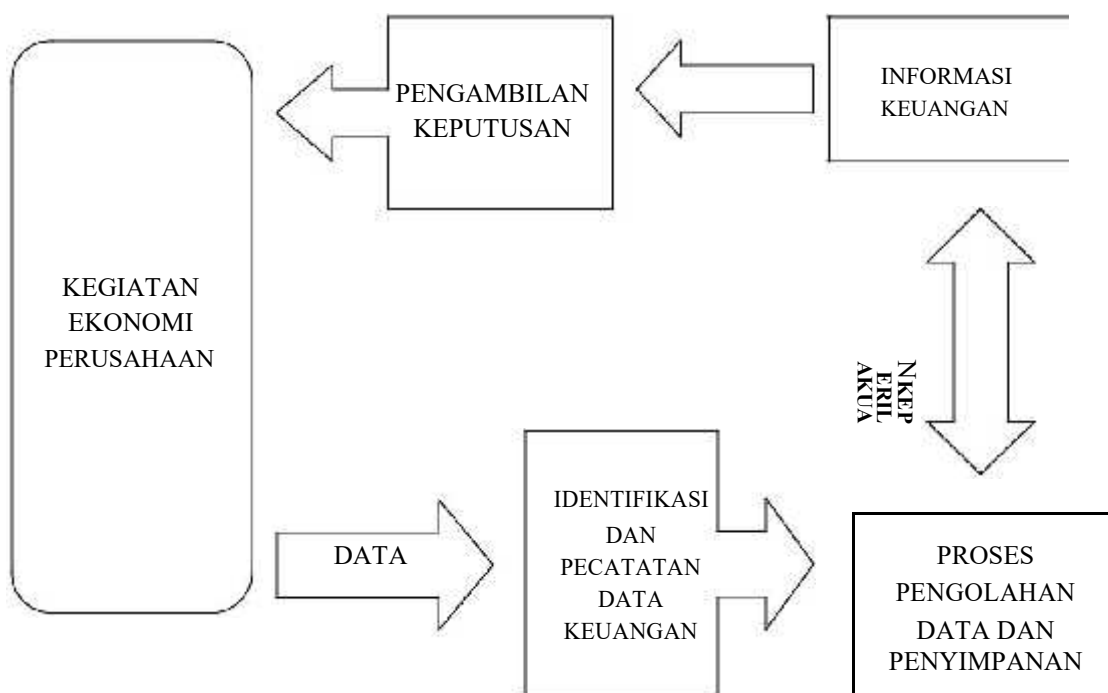 PENGAMBILAN
KEPUTUSAN
INFORMASI
KEUANGAN
KEGIATAN
EKONOMI
PERUSAHAAN
NKEP
ERIL
AKUA
DATA
IDENTIFIKASI
DAN
PECATATAN
DATA
KEUANGAN
PROSES
PENGOLAHAN
DATA DAN
PENYIMPANAN